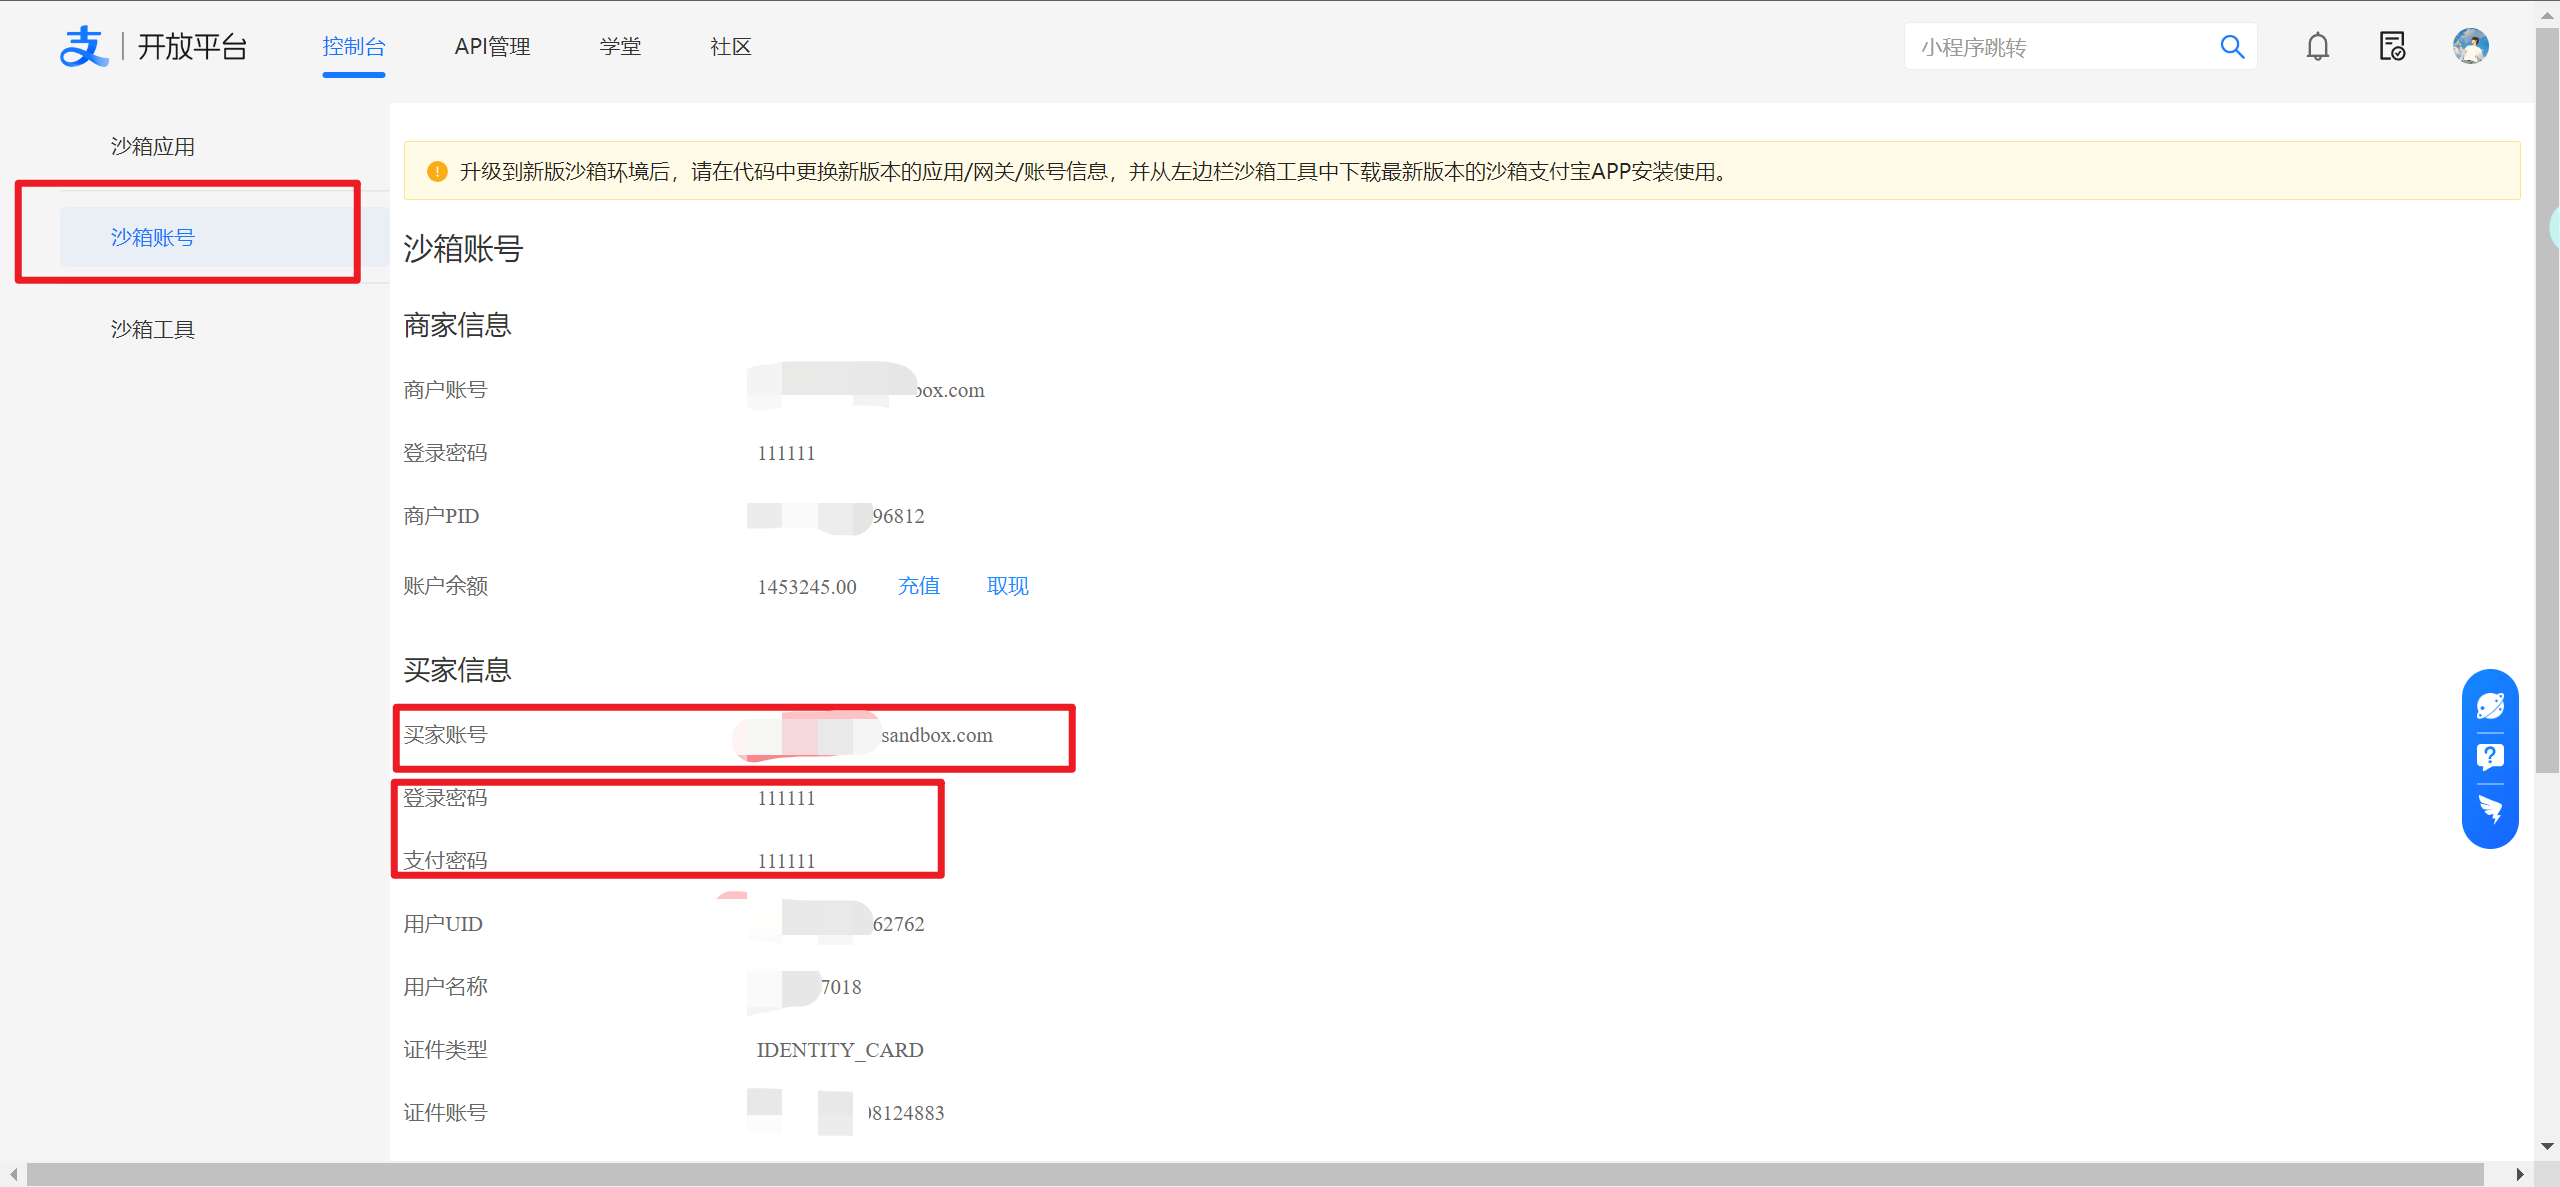 支 开放平台 控制台 API管理 学堂 社区 小程序跳转
沙箱应用
沙箱账号
沙箱工具
升级到新版沙箱环境后，请在代码中更换新版本的应用/网关/账号信息，并从左边栏沙箱工具中下载最新版本的沙箱支付宝APP安装使用。
沙箱账号
商家信息
商户账号 box.com
登录密码 111111
商户PID 96812
账户余额 1453245.00 充值 取现
买家信息
买家账号 sandbox.com
登录密码 111111
支付密码 111111
用户UID 62762
用户名称 7018
证件类型 IDENTITY_CARD
证件账号 8124883